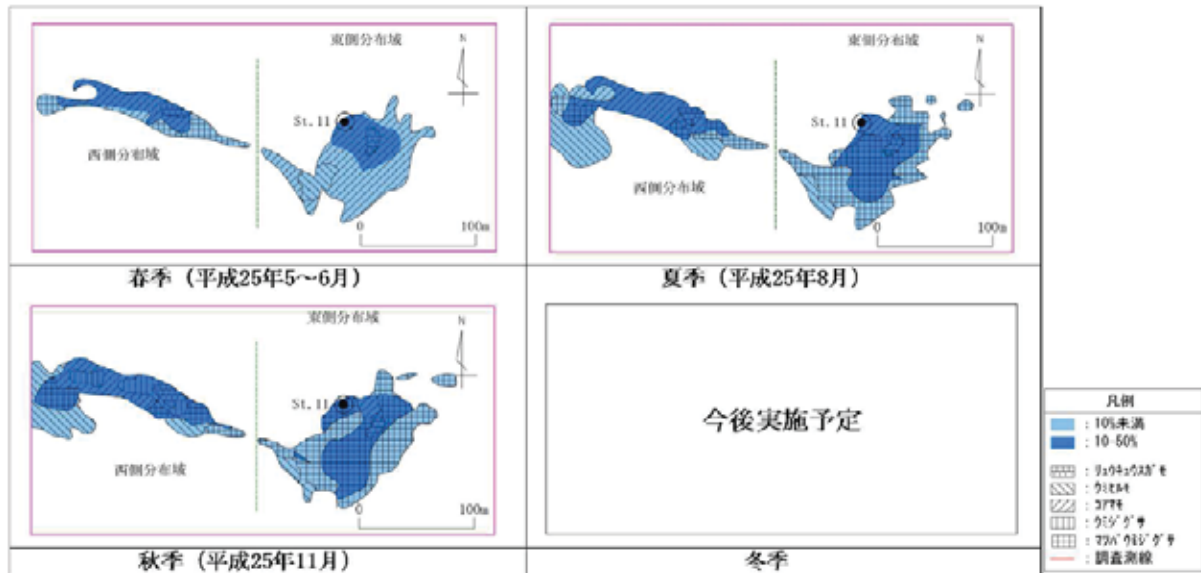 東側分布域
N
St.11
西側分布域
0 100m
春季 (平成25年5～6月)
東側分布域
N
St.11
西側分布域
0 100m
夏季 (平成25年8月)
東側分布域
N
St.11
西側分布域
0 100m
秋季 (平成25年11月)
今後実施予定
冬季
凡例
: 10%未満
: 10-50%
: リュウキュウスガモ
: ウミヒルモ
: コアマモ
: ウミジグサ
: マツバウミジグサ
: 調査測線